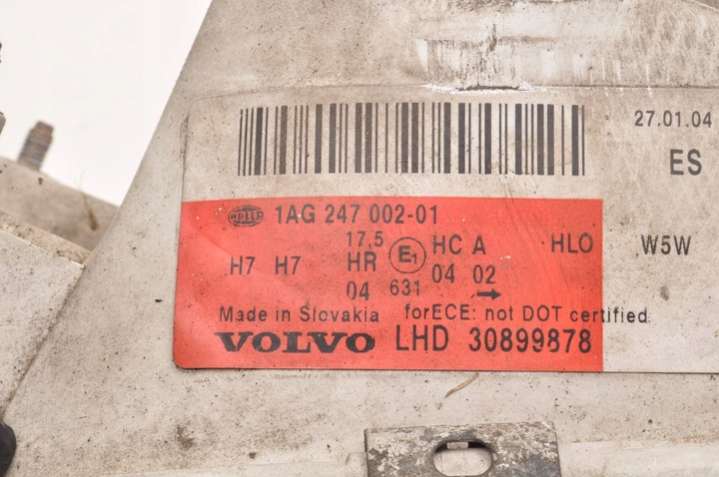 27.01.04
ES
HELLA 1AG 247 002-01
17,5
H7 H7 HR E1 HC A HLO W5W
04 631 04 02 →
Made in Slovakia forECE: not DOT certified
VOLVO LHD 30899878